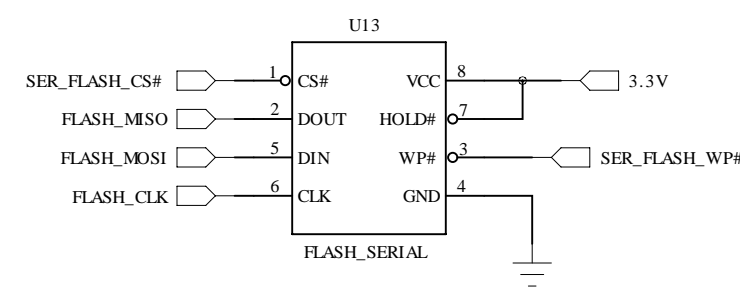 U13
SER_FLASH_CS# 1 CS# VCC 8 3.3V
FLASH_MISO 2 DOUT HOLD# 7
FLASH_MOSI 5 DIN WP# 3 SER_FLASH_WP#
FLASH_CLK 6 CLK GND 4
FLASH_SERIAL